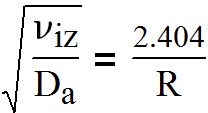 √(ν_iz / D_a) = 2.404 / R